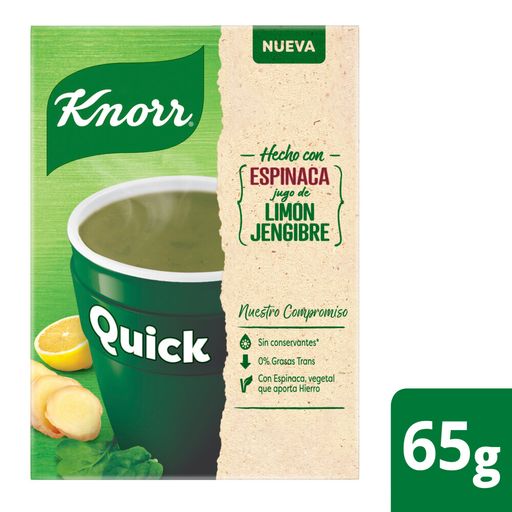 NUEVA
Knorr®
Hecho con
ESPINACA
jugo de
LIMÓN
JENGIBRE
Quick
Nuestro Compromiso
Sin conservantes*
0% Grasas Trans
Con Espinaca, vegetal
que aporta Hierro
65g